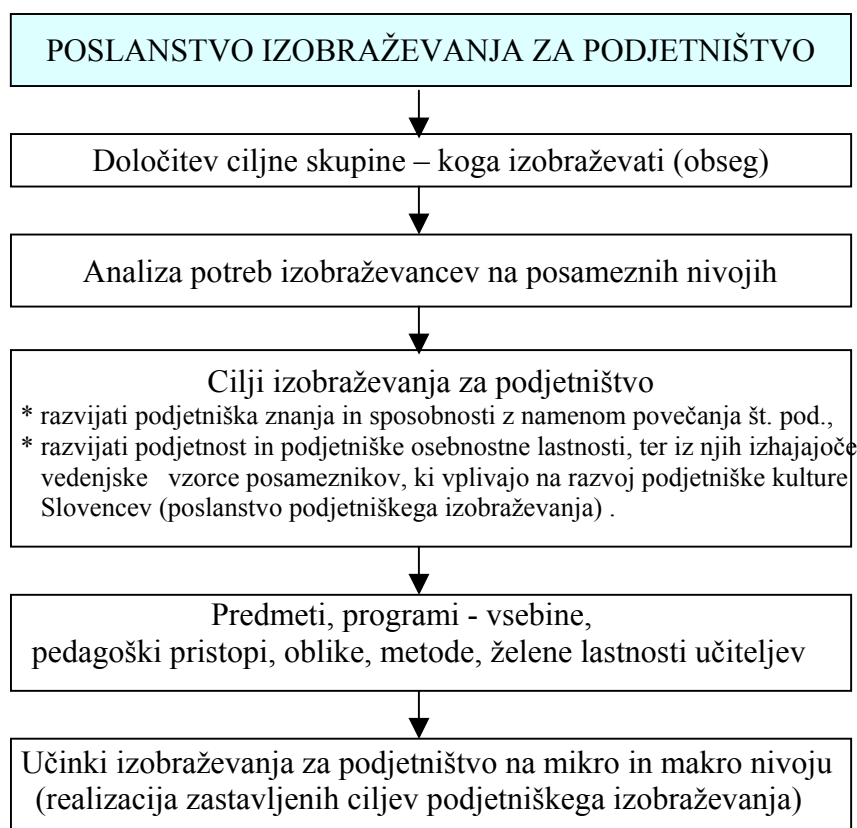 POSLANSTVO IZOBRAŽEVANJA ZA PODJETNIŠTVO
Določitev ciljne skupine – koga izobraževati (obseg)
Analiza potreb izobraževancev na posameznih nivojih
Cilji izobraževanja za podjetništvo
* razvijati podjetniška znanja in sposobnosti z namenom povečanja št. pod.,
* razvijati podjetnost in podjetniške osebnostne lastnosti, ter iz njih izhajajoče
vedenjske vzorce posameznikov, ki vplivajo na razvoj podjetniške kulture
Slovencev (poslanstvo podjetniškega izobraževanja) .
Predmeti, programi - vsebine,
pedagoški pristopi, oblike, metode, želene lastnosti učiteljev
Učinki izobraževanja za podjetništvo na mikro in makro nivoju
(realizacija zastavljenih ciljev podjetniškega izobraževanja)